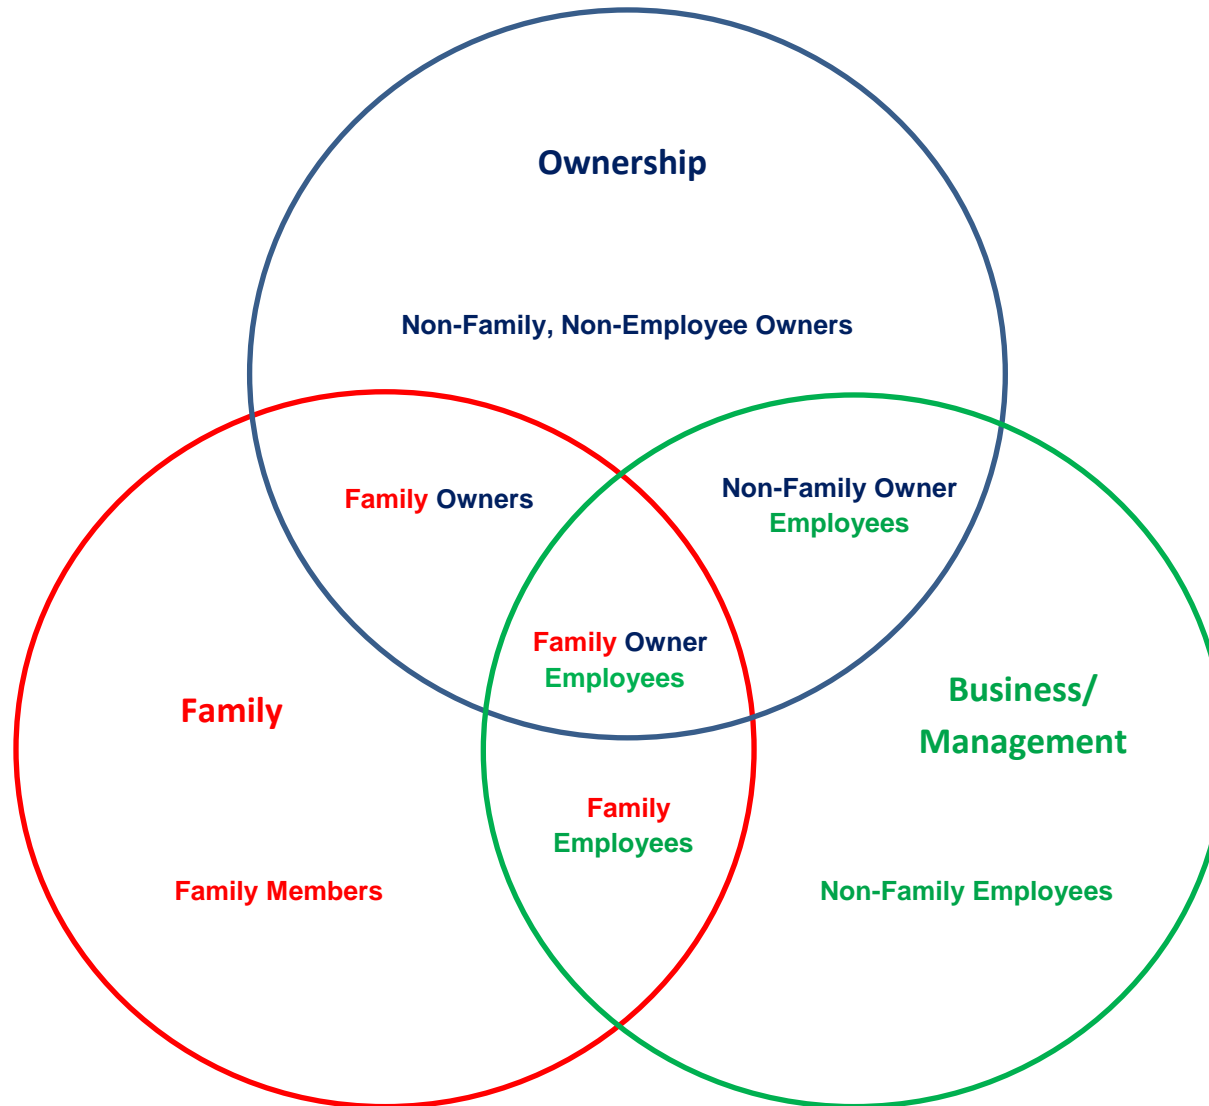 Ownership
Non-Family, Non-Employee Owners
Family Owners
Non-Family Owner
Employees
Family Owner
Employees
Family
Business/
Management
Family
Employees
Family Members
Non-Family Employees